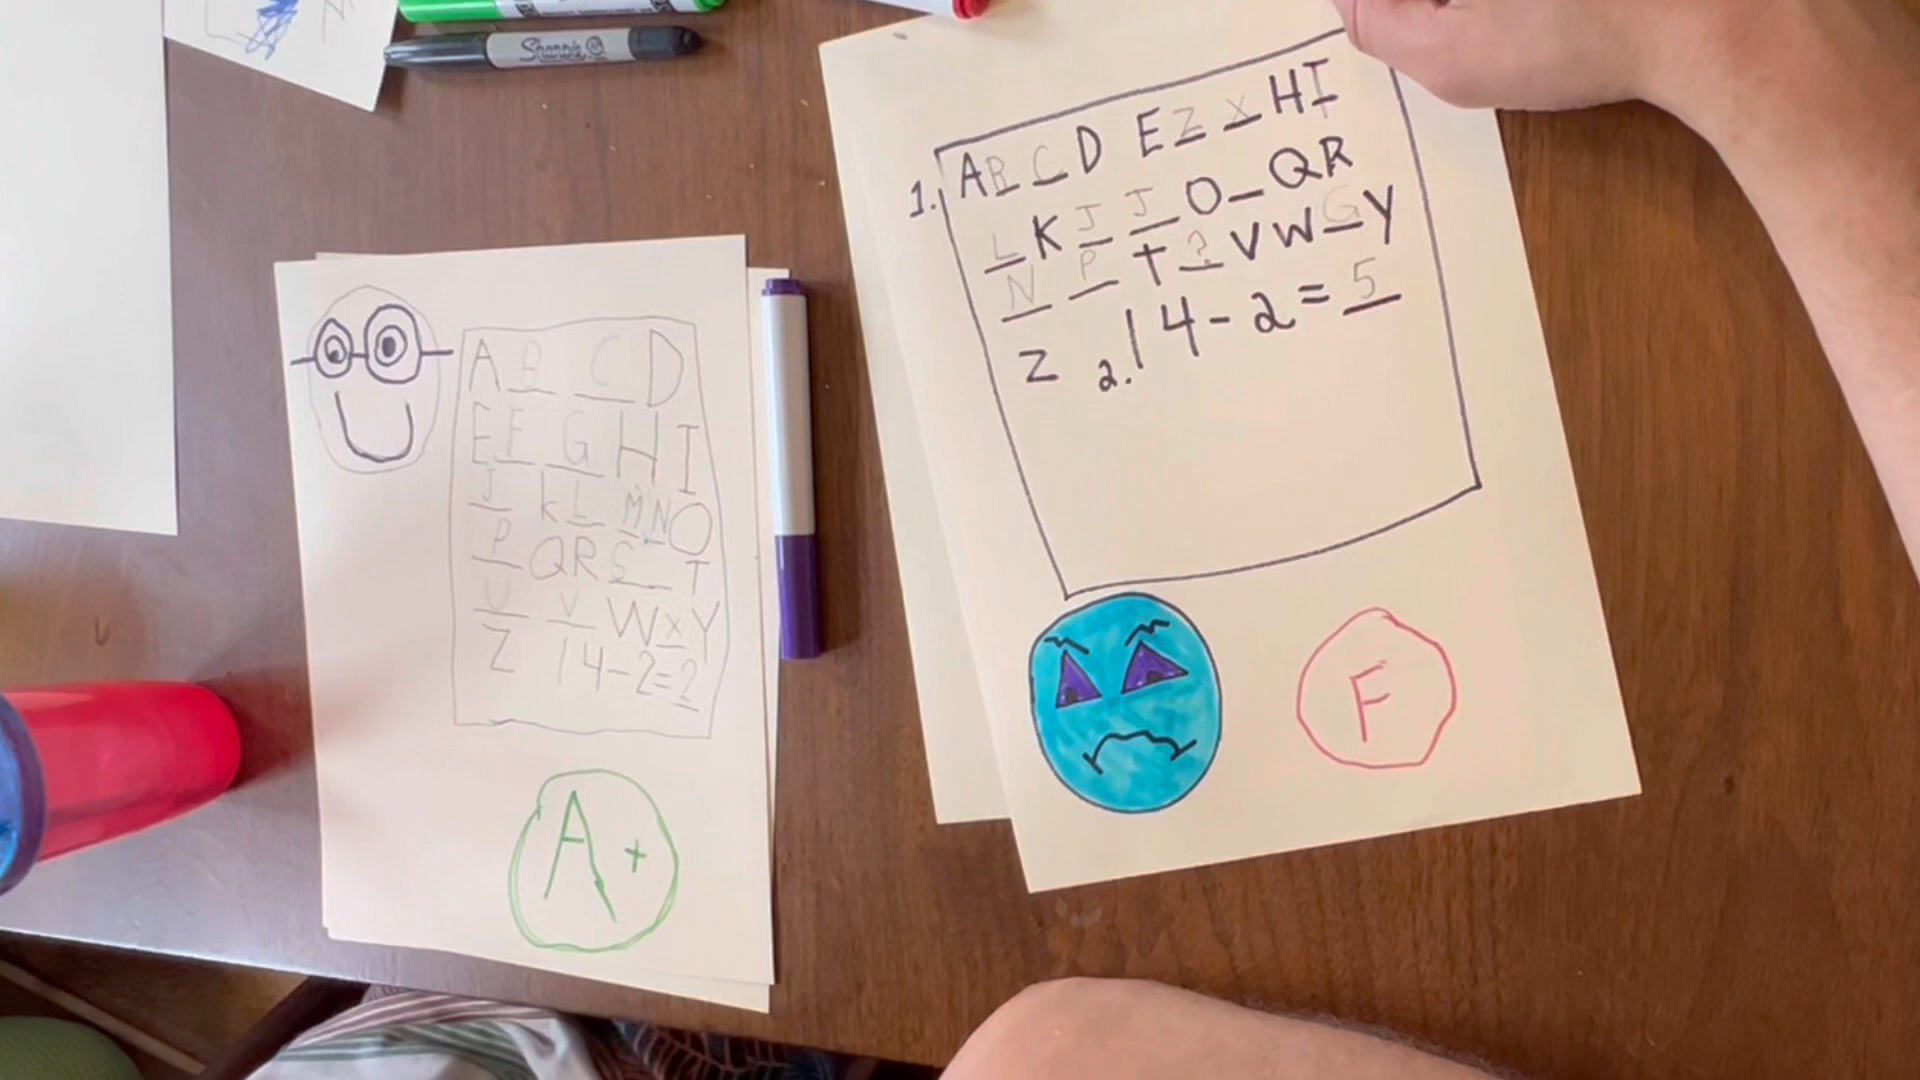 Sharpie
A B C D
E F G H I
J K L M N O
P Q R S T
U V W X Y
Z 14-2=2
A+
1. A B C D E Z X H I
L K J J O _ Q R
N P T ? V W G Y
Z 2. 14-2=5
F